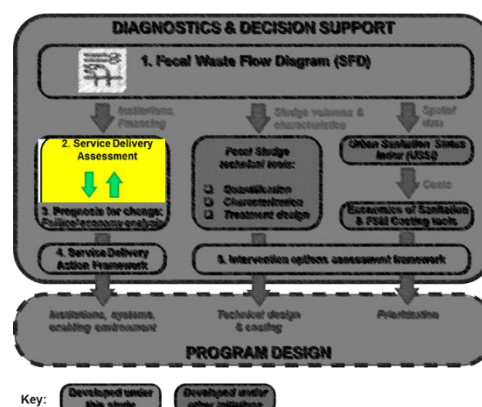 DIAGNOSTICS & DECISION SUPPORT
1. Fecal Waste Flow Diagram (SFD)
Institutions,
Financing
Sludge volumes &
characteristics
Spatial
data
2. Service Delivery
Assessment
3. Prognosis for change:
Political economy analysis
Fecal Sludge
technical tools:
Quantification
Characterization
Treatment design
Urban Sanitation Status
Index (USSI)
Costs
Economics of Sanitation
& FSM Costing tools
4. Service Delivery
Action Framework
5. Intervention options assessment framework
Institutions, systems,
enabling environment
Technical design
& costing
Prioritization
PROGRAM DESIGN
Key:
Developed under
this study
Developed under
other initiatives